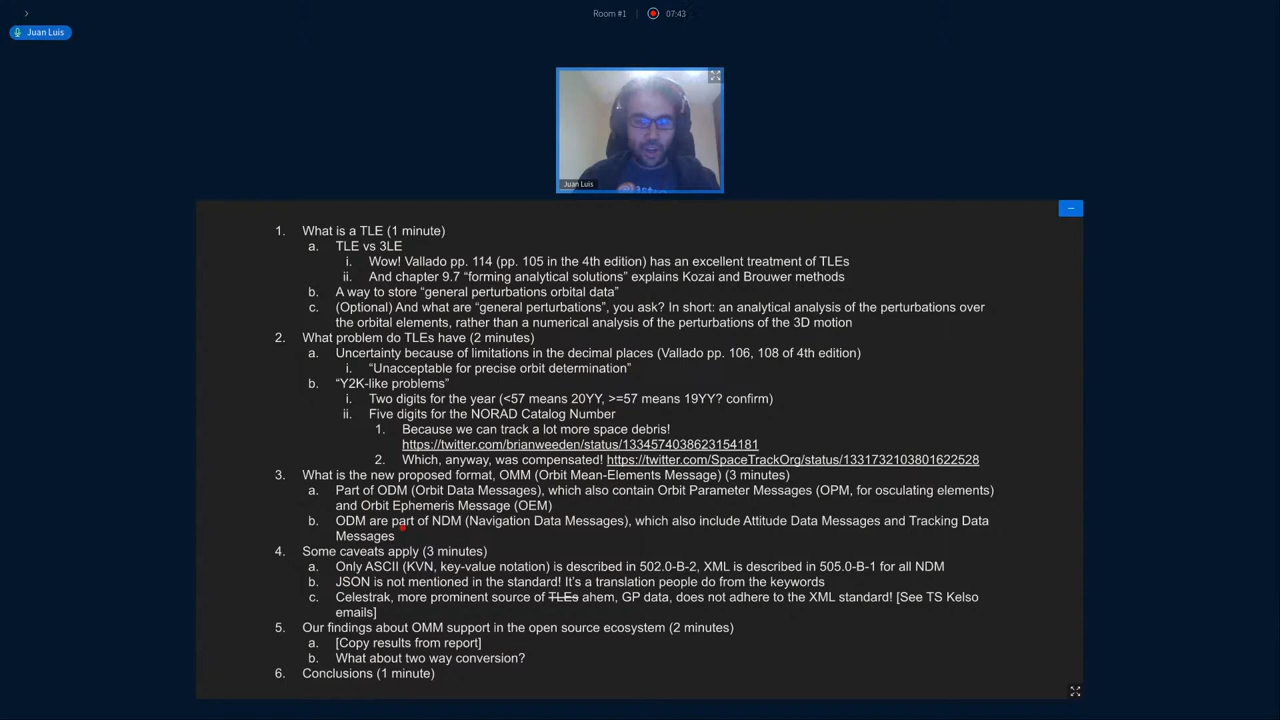 Room #1 | 07:43
Juan Luis
Juan Luis
1. What is a TLE (1 minute)
a. TLE vs 3LE
i. Wow! Vallado pp. 114 (pp. 105 in the 4th edition) has an excellent treatment of TLEs
ii. And chapter 9.7 “forming analytical solutions” explains Kozai and Brouwer methods
b. A way to store “general perturbations orbital data”
c. (Optional) And what are “general perturbations”, you ask? In short: an analytical analysis of the perturbations over
the orbital elements, rather than a numerical analysis of the perturbations of the 3D motion
2. What problem do TLEs have (2 minutes)
a. Uncertainty because of limitations in the decimal places (Vallado pp. 106, 108 of 4th edition)
i. “Unacceptable for precise orbit determination”
b. “Y2K-like problems”
i. Two digits for the year (<57 means 20YY, >=57 means 19YY? confirm)
ii. Five digits for the NORAD Catalog Number
1. Because we can track a lot more space debris!
https://twitter.com/brianweeden/status/1334574038623154181
2. Which, anyway, was compensated! https://twitter.com/SpaceTrackOrg/status/1331732103801622528
3. What is the new proposed format, OMM (Orbit Mean-Elements Message) (3 minutes)
a. Part of ODM (Orbit Data Messages), which also contain Orbit Parameter Messages (OPM, for osculating elements)
and Orbit Ephemeris Message (OEM)
b. ODM are part of NDM (Navigation Data Messages), which also include Attitude Data Messages and Tracking Data
Messages
4. Some caveats apply (3 minutes)
a. Only ASCII (KVN, key-value notation) is described in 502.0-B-2, XML is described in 505.0-B-1 for all NDM
b. JSON is not mentioned in the standard! It’s a translation people do from the keywords
c. Celestrak, more prominent source of TLEs ahem, GP data, does not adhere to the XML standard! [See TS Kelso
emails]
5. Our findings about OMM support in the open source ecosystem (2 minutes)
a. [Copy results from report]
b. What about two way conversion?
6. Conclusions (1 minute)